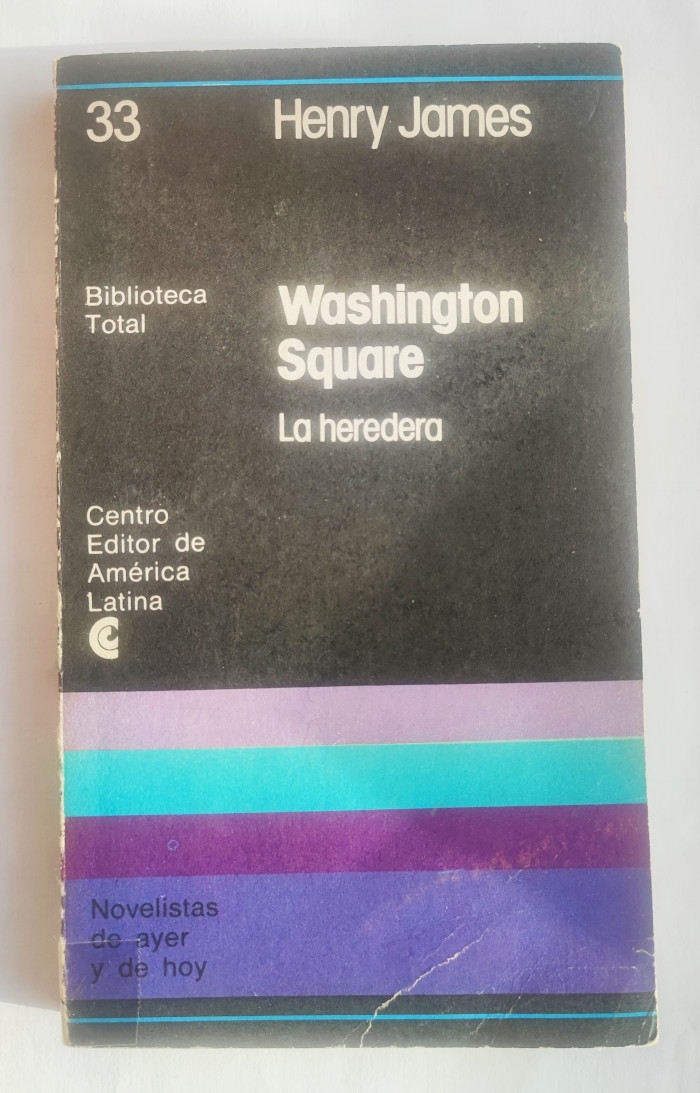 33
Henry James
Biblioteca
Total
Washington
Square
La heredera
Centro
Editor de
América
Latina
Novelistas
de ayer
y de hoy